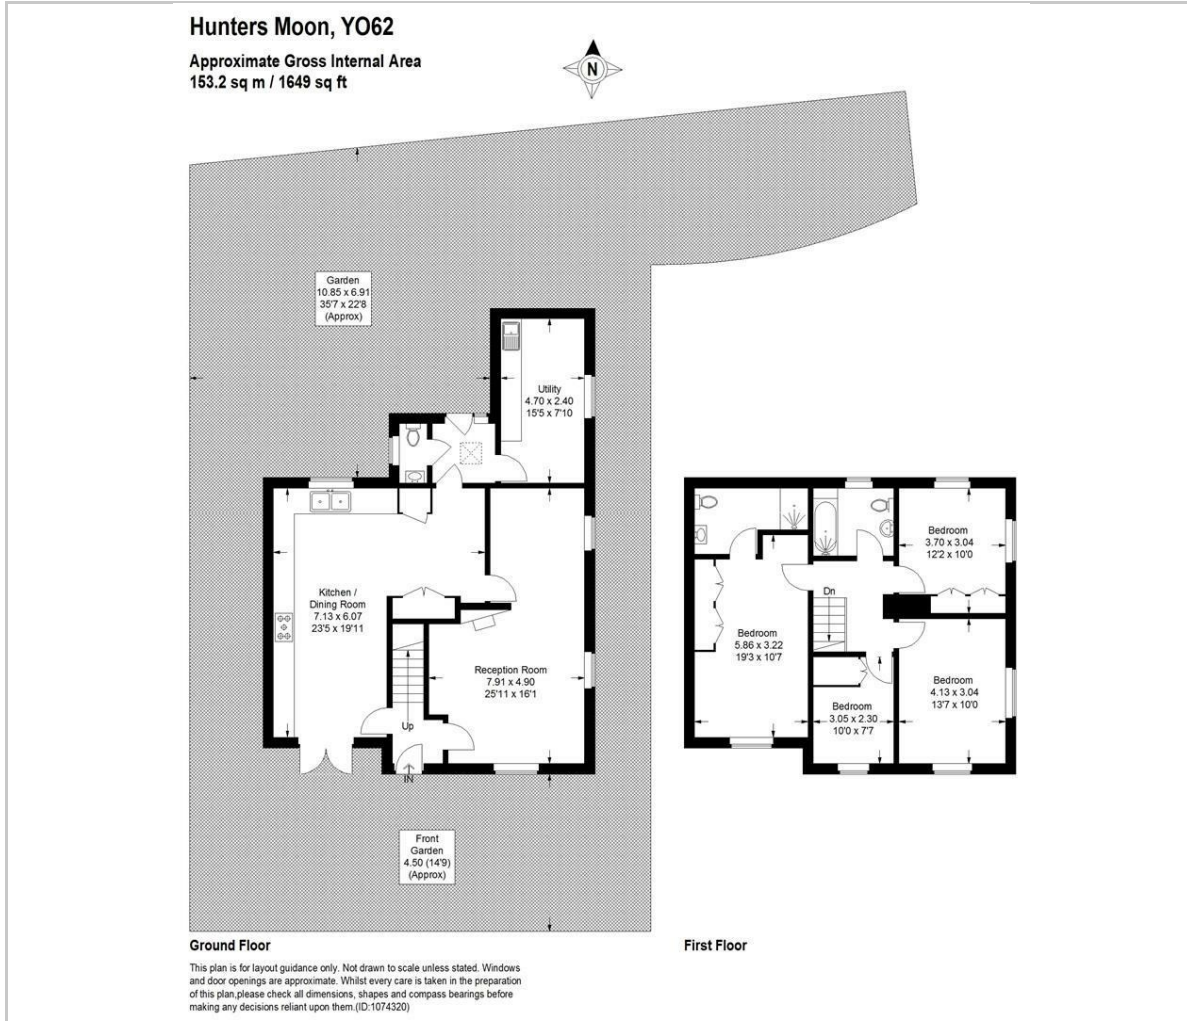 Hunters Moon, YO62
Approximate Gross Internal Area
153.2 sq m / 1649 sq ft
N
Garden
10.85 x 6.91
35'7 x 22'8
(Approx)
Utility
4.70 x 2.40
15'5 x 7'10
Kitchen /
Dining Room
7.13 x 6.07
23'5 x 19'11
Reception Room
7.91 x 4.90
25'11 x 16'1
Up
IN
Front
Garden
4.50 (14'9)
(Approx)
Bedroom
3.70 x 3.04
12'2 x 10'0
Dn
Bedroom
5.86 x 3.22
19'3 x 10'7
Bedroom
4.13 x 3.04
13'7 x 10'0
Bedroom
3.05 x 2.30
10'0 x 7'7
Ground Floor
First Floor
This plan is for layout guidance only. Not drawn to scale unless stated. Windows
and door openings are approximate. Whilst every care is taken in the preparation
of this plan,please check all dimensions, shapes and compass bearings before
making any decisions reliant upon them.(ID:1074320)